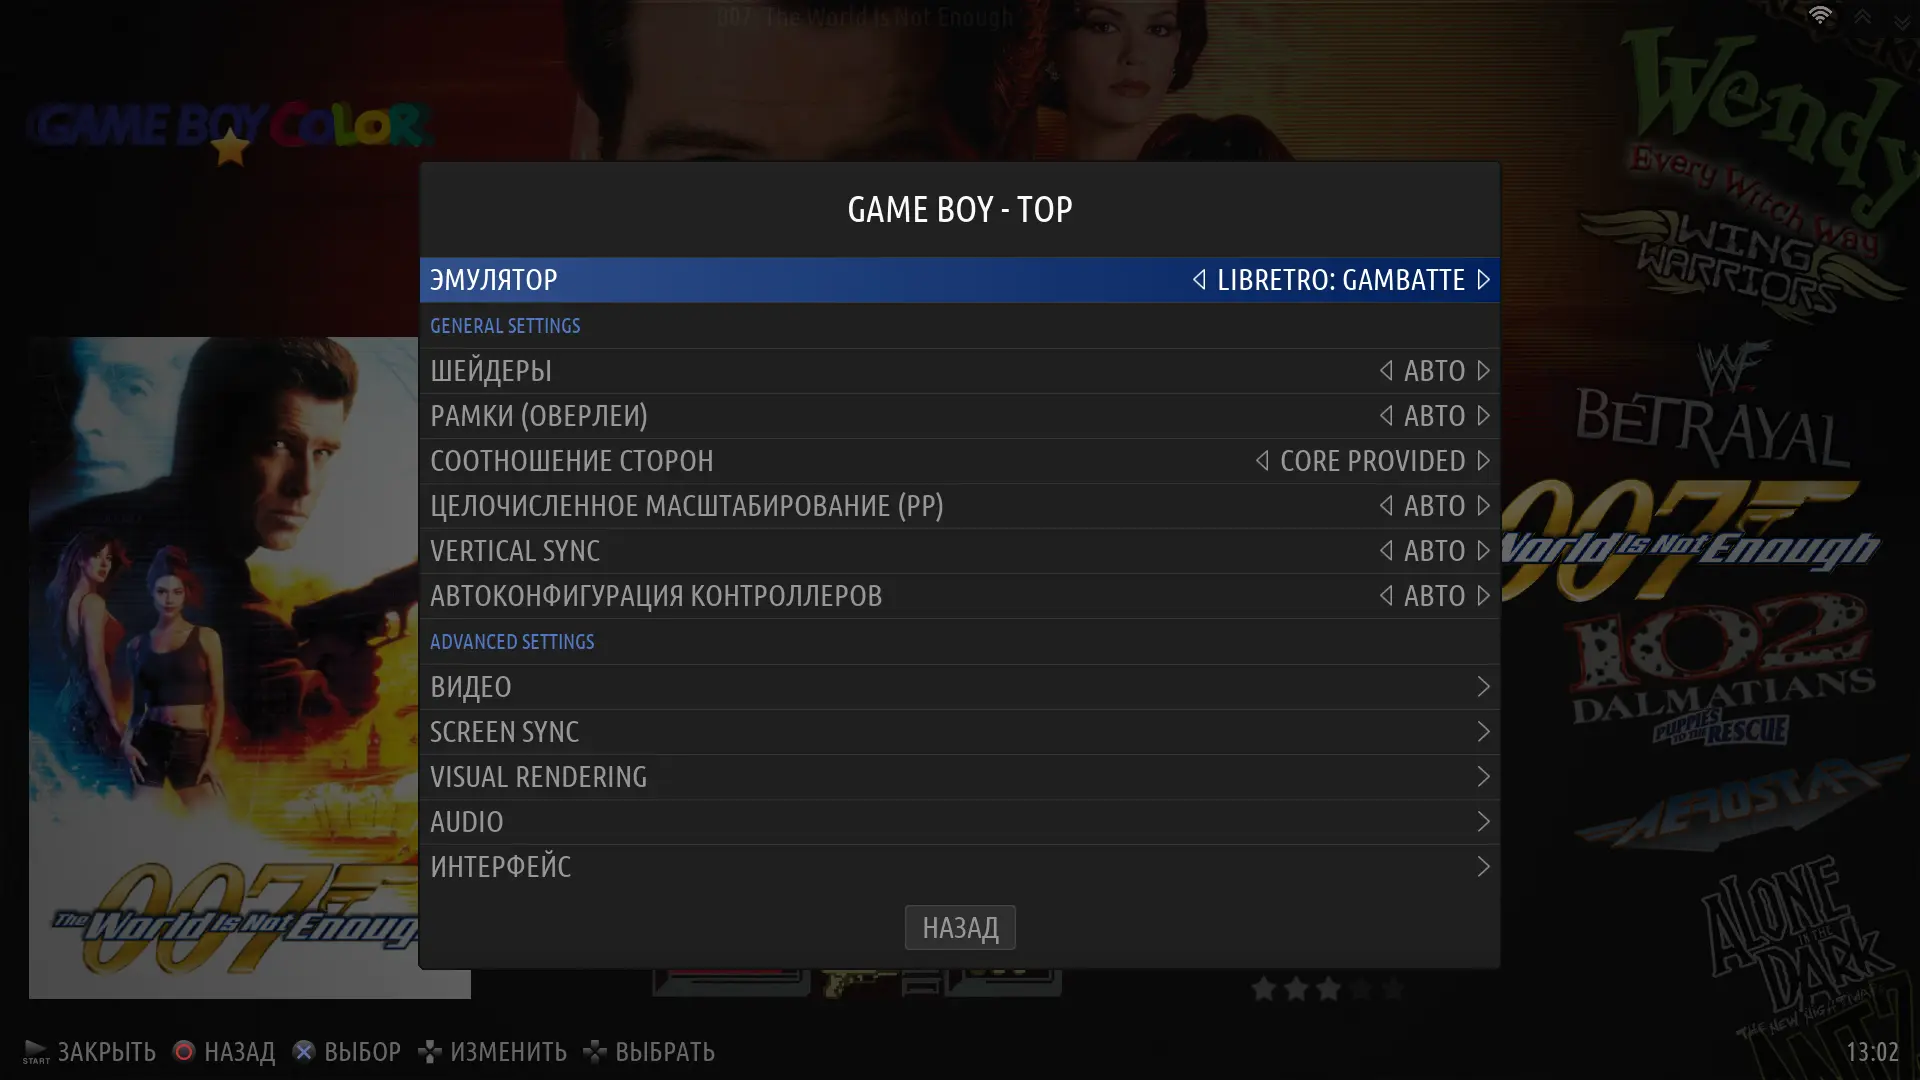 007: The World Is Not Enough
GAME BOY COLOR
Wendy
Every Witch Way
WING
WARRIORS
GAME BOY - TOP
ЭМУЛЯТОР LIBRETRO: GAMBATTE
GENERAL SETTINGS
ШЕЙДЕРЫ АВТО
РАМКИ (ОВЕРЛЕИ) АВТО
СООТНОШЕНИЕ СТОРОН CORE PROVIDED
ЦЕЛОЧИСЛЕННОЕ МАСШТАБИРОВАНИЕ (PP) АВТО
VERTICAL SYNC АВТО
АВТОКОНФИГУРАЦИЯ КОНТРОЛЛЕРОВ АВТО
ADVANCED SETTINGS
ВИДЕО
SCREEN SYNC
VISUAL RENDERING
AUDIO
ИНТЕРФЕЙС
НАЗАД
WF
BETRAYAL
007
World Is Not Enough
102
DALMATIANS
PUPPIES TO THE RESCUE
AEROSTAR
ALONE
IN THE
DARK
THE NEW NIGHTMARE
007
The World Is Not Enough
START ЗАКРЫТЬ НАЗАД ВЫБОР ИЗМЕНИТЬ ВЫБРАТЬ
13:02